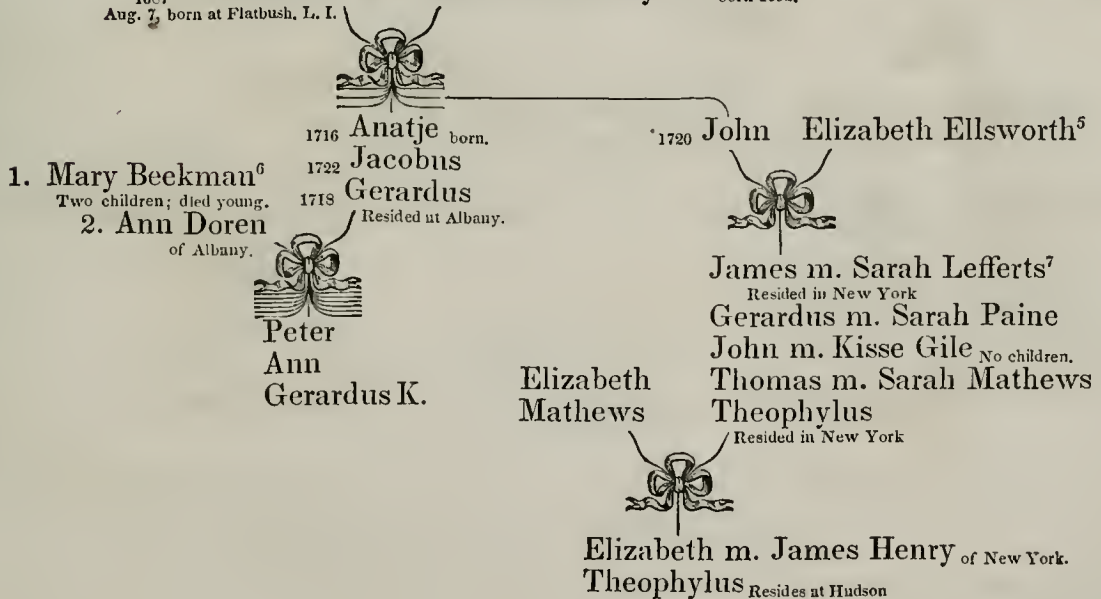 Aug. 7, born at Flatbush, L. I.
1716 Anatje born.
1722 Jacobus
1718 Gerardus
Resided at Albany.
1. Mary Beekman⁶
Two children; died young.
2. Ann Doren
of Albany.
Peter
Ann
Gerardus K.
1720 John Elizabeth Ellsworth⁵
James m. Sarah Lefferts⁷
Resided in New York
Gerardus m. Sarah Paine
John m. Kisse Gile No children.
Thomas m. Sarah Mathews
Theophylus
Resided in New York
Elizabeth
Mathews
Elizabeth m. James Henry of New York.
Theophylus Resides at Hudson